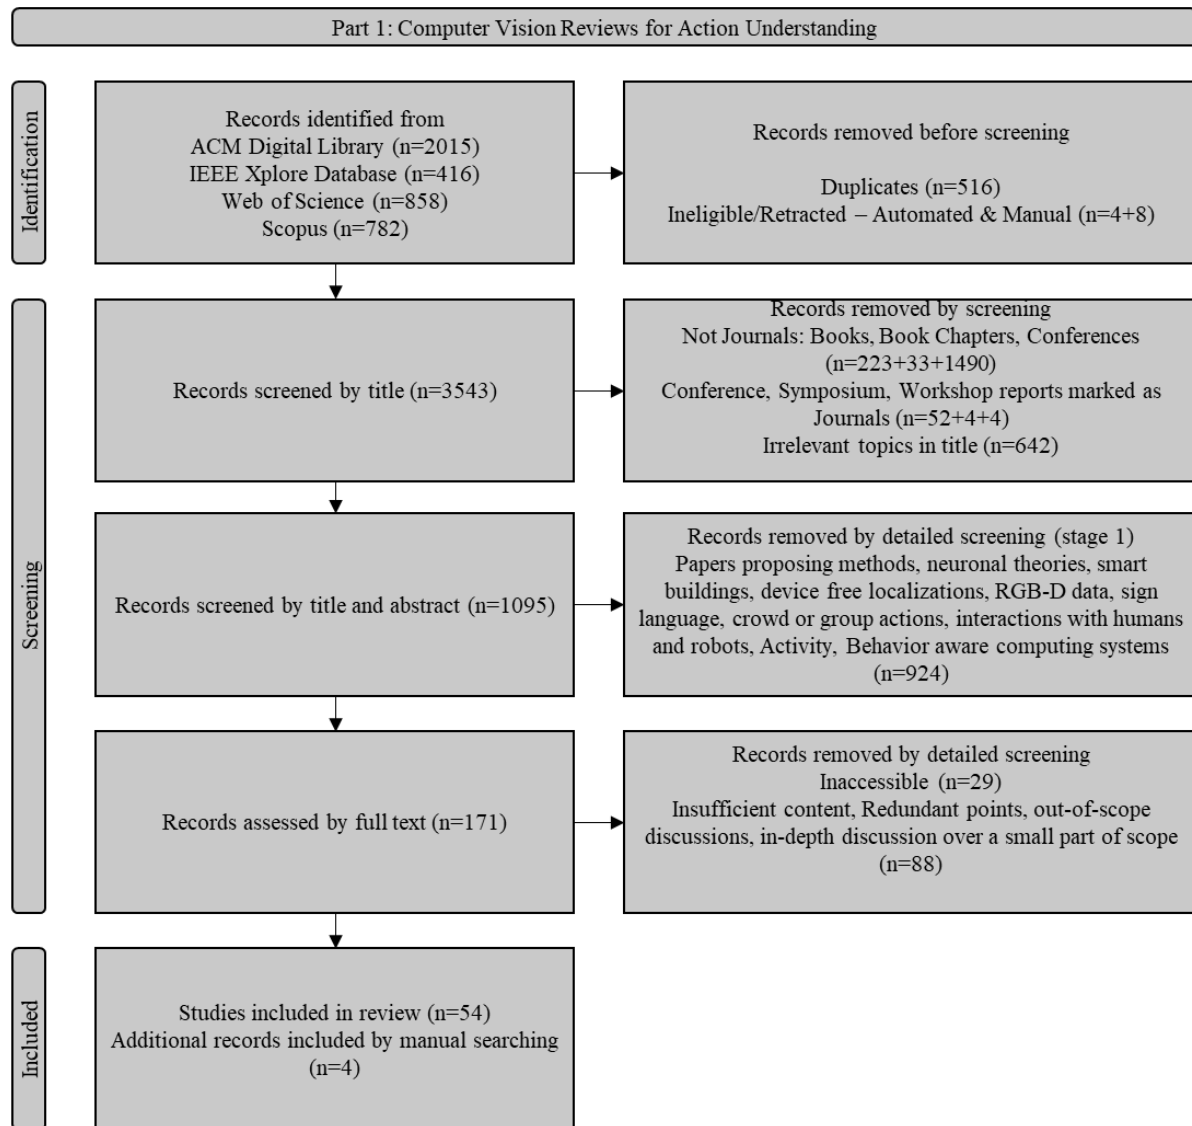 Part 1: Computer Vision Reviews for Action Understanding
Identification
Records identified from
ACM Digital Library (n=2015)
IEEE Xplore Database (n=416)
Web of Science (n=858)
Scopus (n=782)
Records removed before screening
Duplicates (n=516)
Ineligible/Retracted – Automated & Manual (n=4+8)
Screening
Records screened by title (n=3543)
Records removed by screening
Not Journals: Books, Book Chapters, Conferences
(n=223+33+1490)
Conference, Symposium, Workshop reports marked as
Journals (n=52+4+4)
Irrelevant topics in title (n=642)
Records screened by title and abstract (n=1095)
Records removed by detailed screening (stage 1)
Papers proposing methods, neuronal theories, smart
buildings, device free localizations, RGB-D data, sign
language, crowd or group actions, interactions with humans
and robots, Activity, Behavior aware computing systems
(n=924)
Records assessed by full text (n=171)
Records removed by detailed screening
Inaccessible (n=29)
Insufficient content, Redundant points, out-of-scope
discussions, in-depth discussion over a small part of scope
(n=88)
Included
Studies included in review (n=54)
Additional records included by manual searching
(n=4)